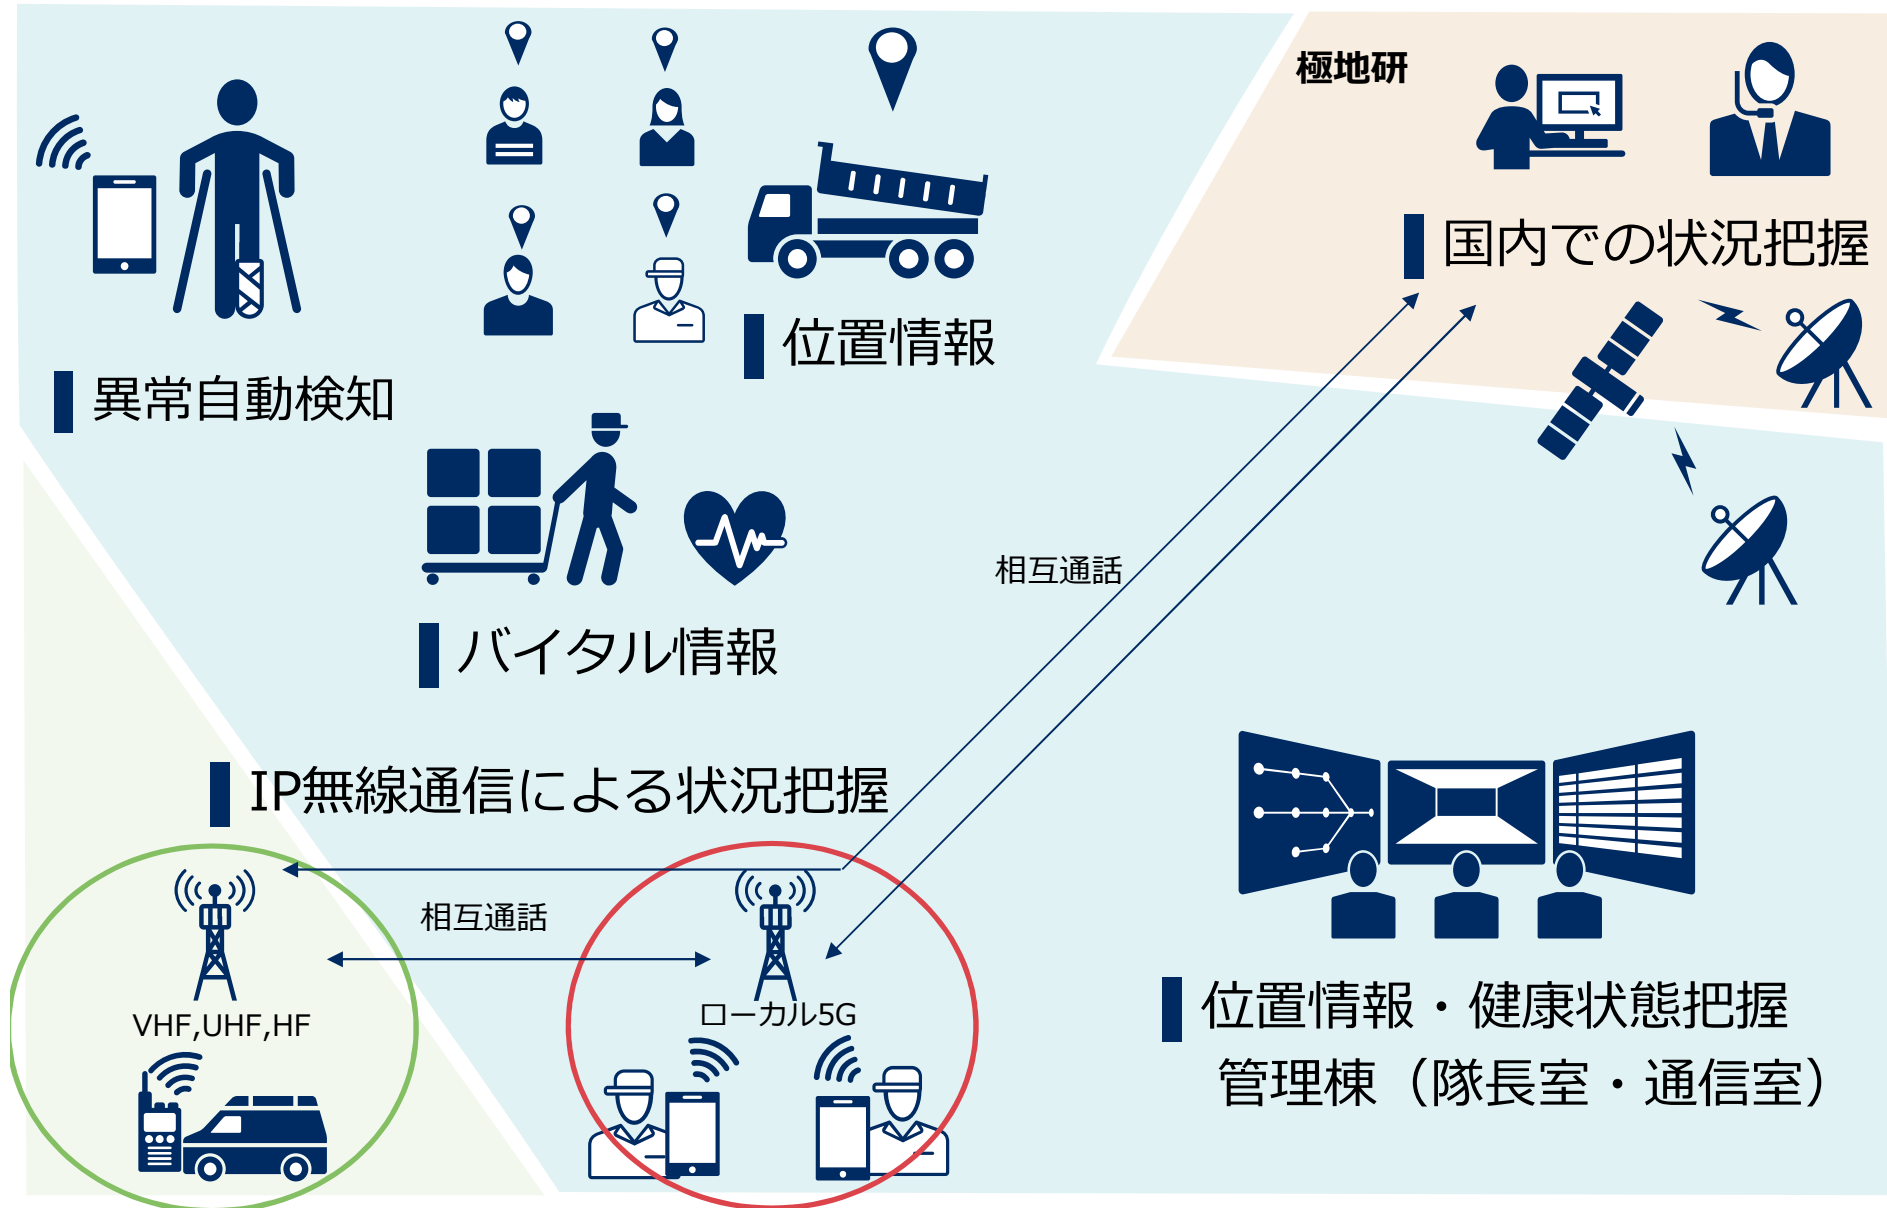 極地研
国内での状況把握
位置情報
異常自動検知
相互通話
バイタル情報
IP無線通信による状況把握
相互通話
ローカル5G
VHF,UHF,HF
位置情報・健康状態把握
管理棟（隊長室・通信室）